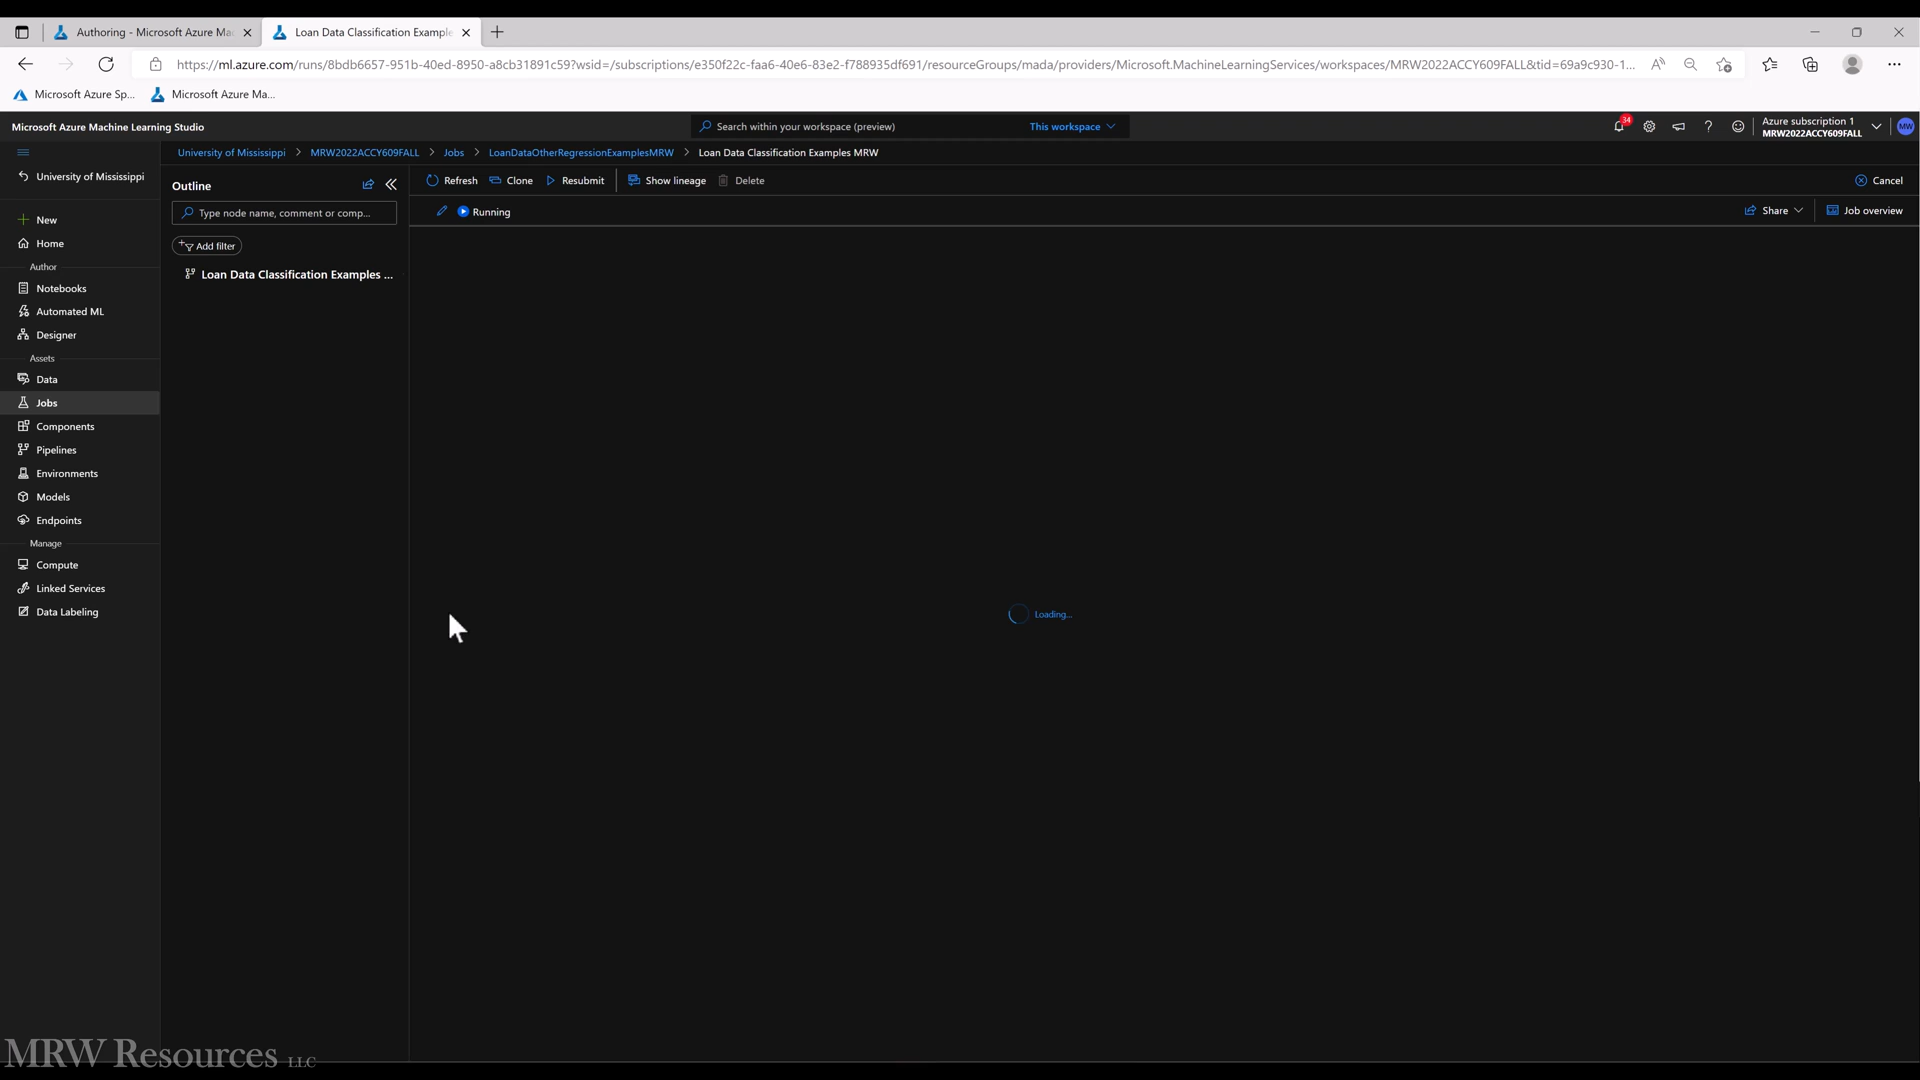 Authoring - Microsoft Azure Ma
Loan Data Classification Example
https://ml.azure.com/runs/8bdb6657-951b-40ed-8950-a8cb31891c59?wsid=/subscriptions/e350f22c-faa6-40e6-83e2-f788935df691/resourceGroups/mada/providers/Microsoft.MachineLearningServices/workspaces/MRW2022ACCY609FALL&tid=69a9c930-1...
Microsoft Azure Sp...
Microsoft Azure Ma...
Microsoft Azure Machine Learning Studio
Search within your workspace (preview)
This workspace
34
Azure subscription 1
MRW2022ACCY609FALL
MW
University of Mississippi > MRW2022ACCY609FALL > Jobs > LoanDataOtherRegressionExamplesMRW > Loan Data Classification Examples MRW
University of Mississippi
New
Home
Author
Notebooks
Automated ML
Designer
Assets
Data
Jobs
Components
Pipelines
Environments
Models
Endpoints
Manage
Compute
Linked Services
Data Labeling
Outline
Type node name, comment or comp...
Add filter
Loan Data Classification Examples ...
Refresh
Clone
Resubmit
Show lineage
Delete
Cancel
Running
Share
Job overview
Loading...
MRW Resources LLC